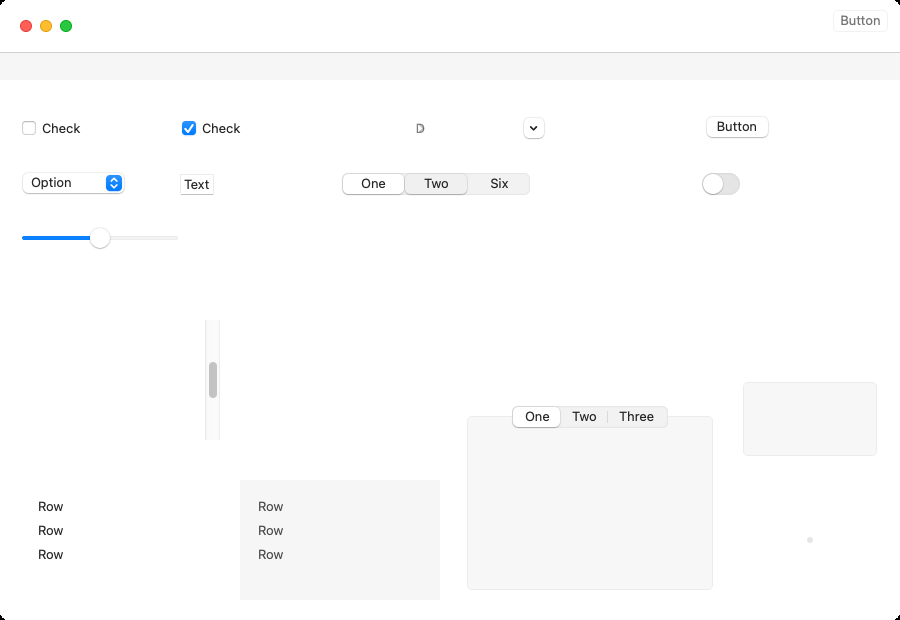 Button
Check
Check
D
Button
Option
Text
One
Two
Six
One
Two
Three
Row
Row
Row
Row
Row
Row